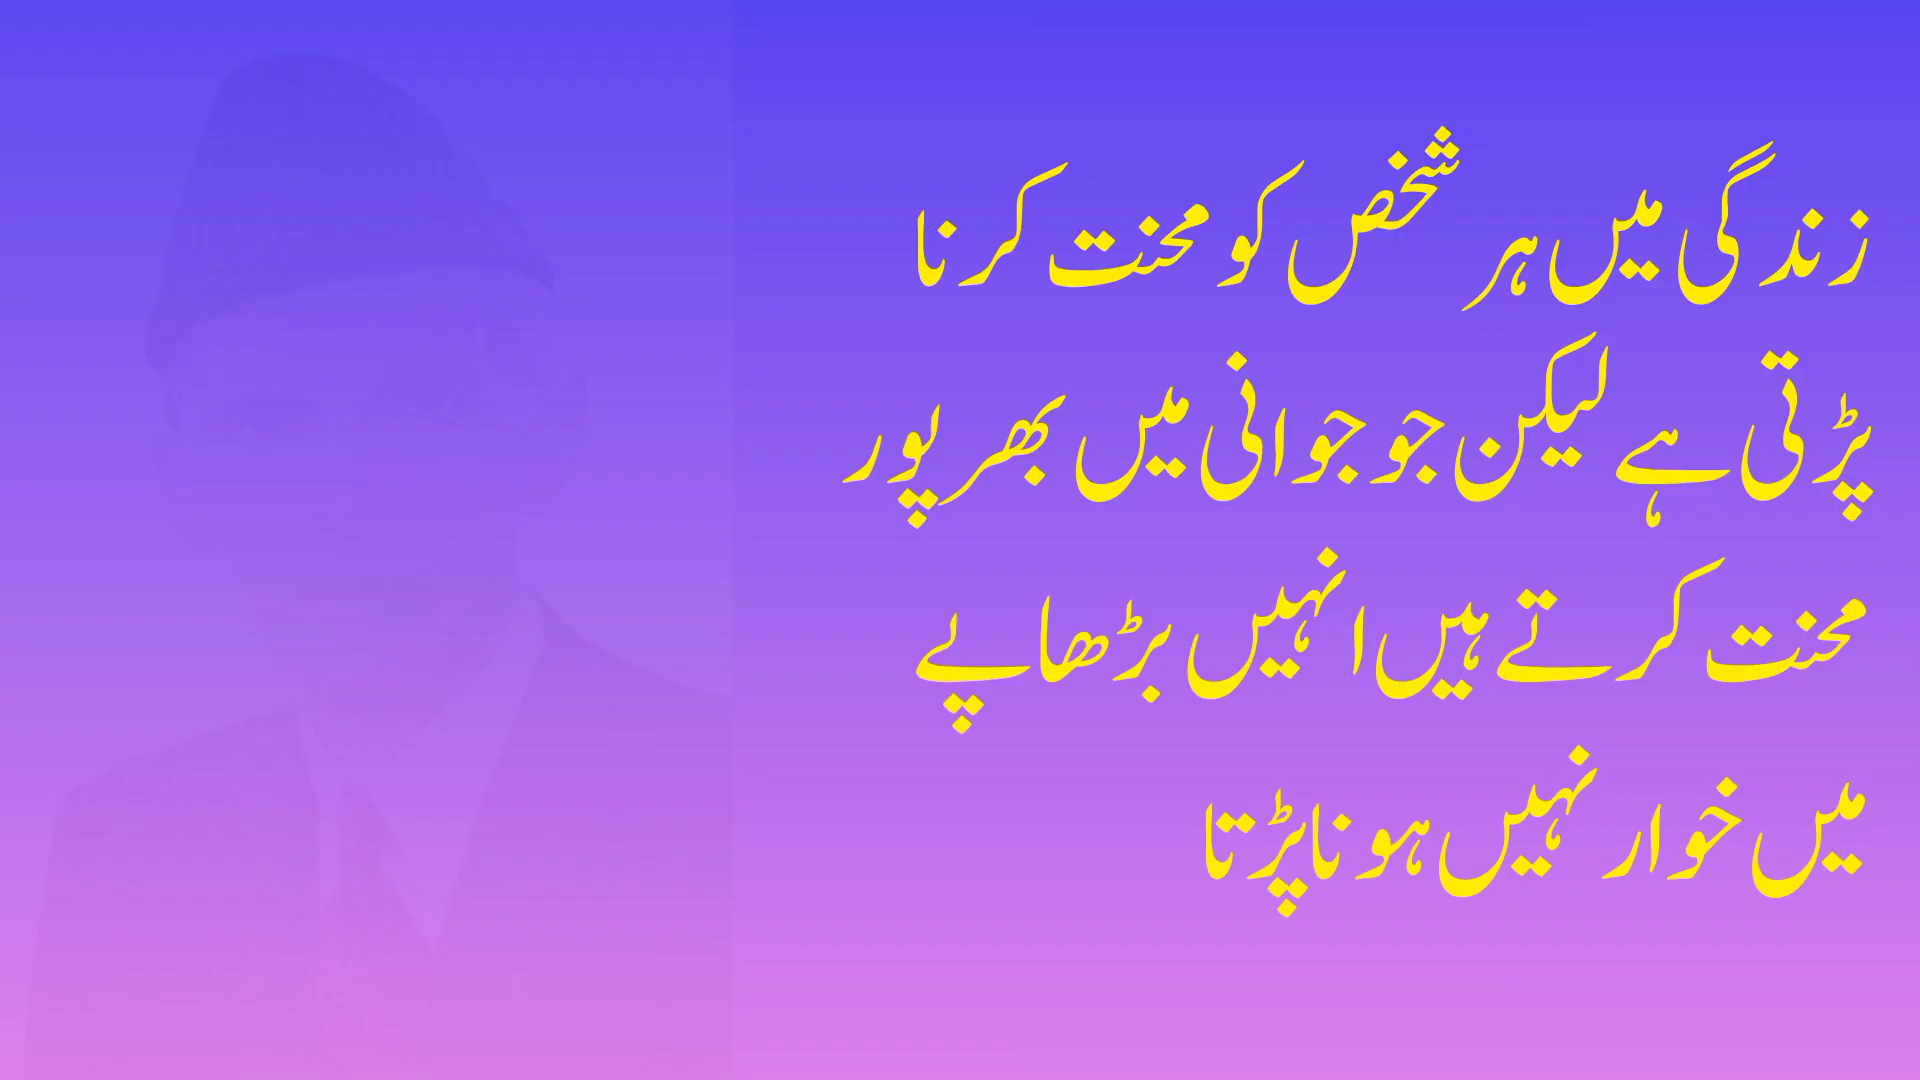 زندگی میں ہر شخص کو محنت کرنا
پڑتی ہے لیکن جو جوانی میں بھرپور
محنت کرتے ہیں انہیں بڑھاپے
میں خوار نہیں ہونا پڑتا